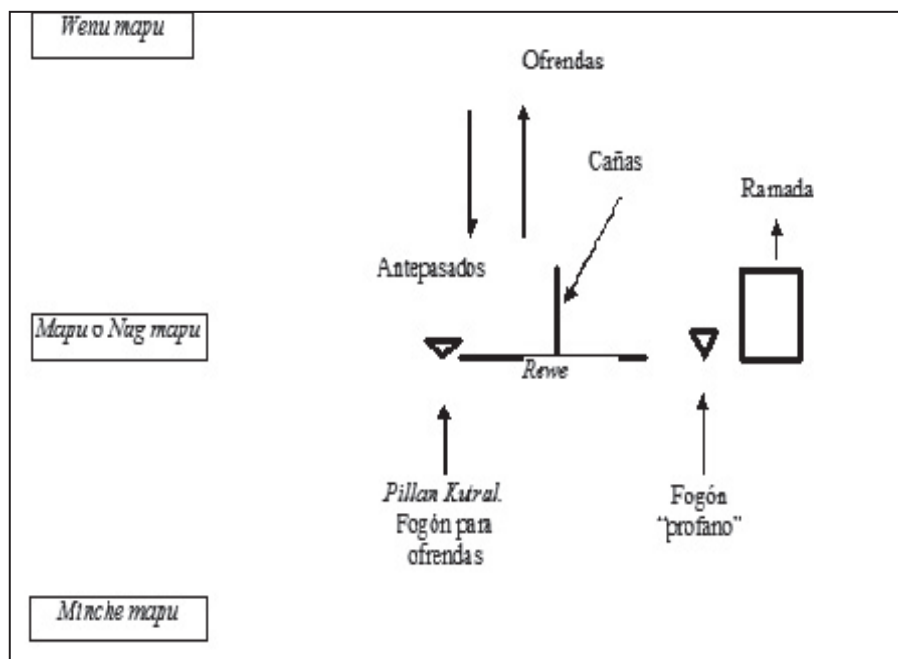 Wenu mapu
Ofrendas
Cañas
Ramada
Antepasados
Mapu o Nag mapu
Rewe
Pillan Kutral.
Fogón para
ofrendas
Fogón
“profano”
Minche mapu